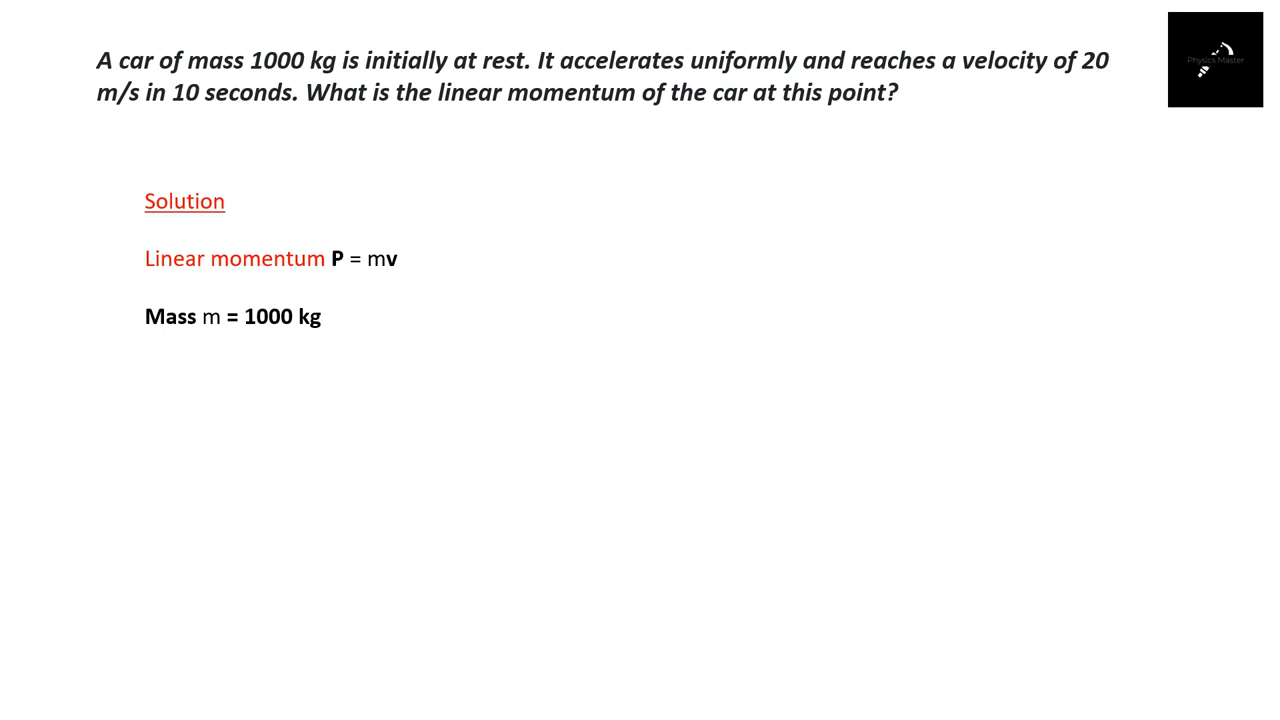 A car of mass 1000 kg is initially at rest. It accelerates uniformly and reaches a velocity of 20
m/s in 10 seconds. What is the linear momentum of the car at this point?
Physics Master
Solution
Linear momentum P = mv
Mass m = 1000 kg